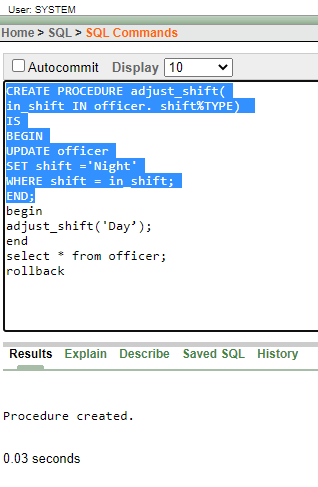 User: SYSTEM
Home > SQL > SQL Commands
Autocommit Display 10
CREATE PROCEDURE adjust_shift(
in_shift IN officer. shift%TYPE)
IS
BEGIN
UPDATE officer
SET shift ='Night'
WHERE shift = in_shift;
END;
begin
adjust_shift('Day’);
end
select * from officer;
rollback
Results Explain Describe Saved SQL History
Procedure created.
0.03 seconds